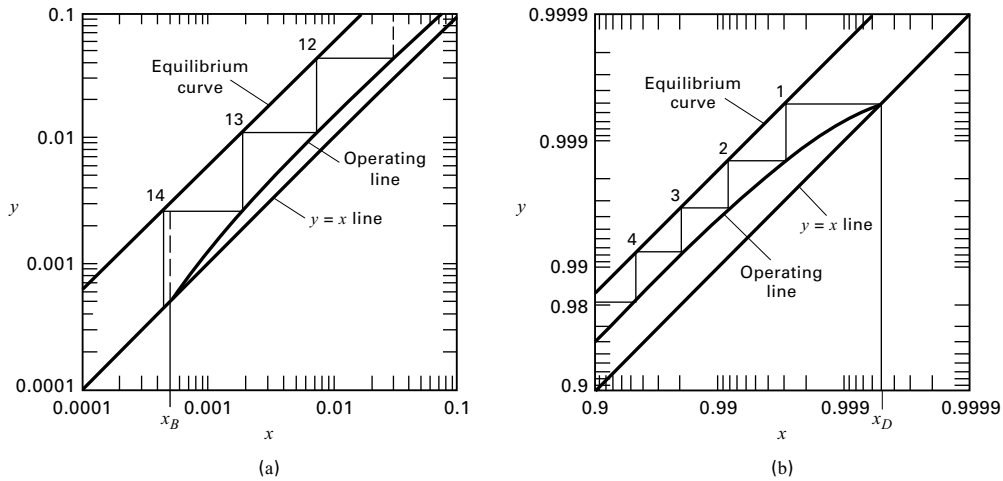 0.1
0.01
0.001
0.0001
y
12
13
14
Equilibrium
curve
Operating
line
y = x line
0.0001
0.001
0.01
0.1
x_B
x
(a)
0.9999
0.999
0.99
0.98
0.9
y
1
2
3
4
Equilibrium
curve
y = x line
Operating
line
0.9
0.99
0.999
0.9999
x_D
x
(b)